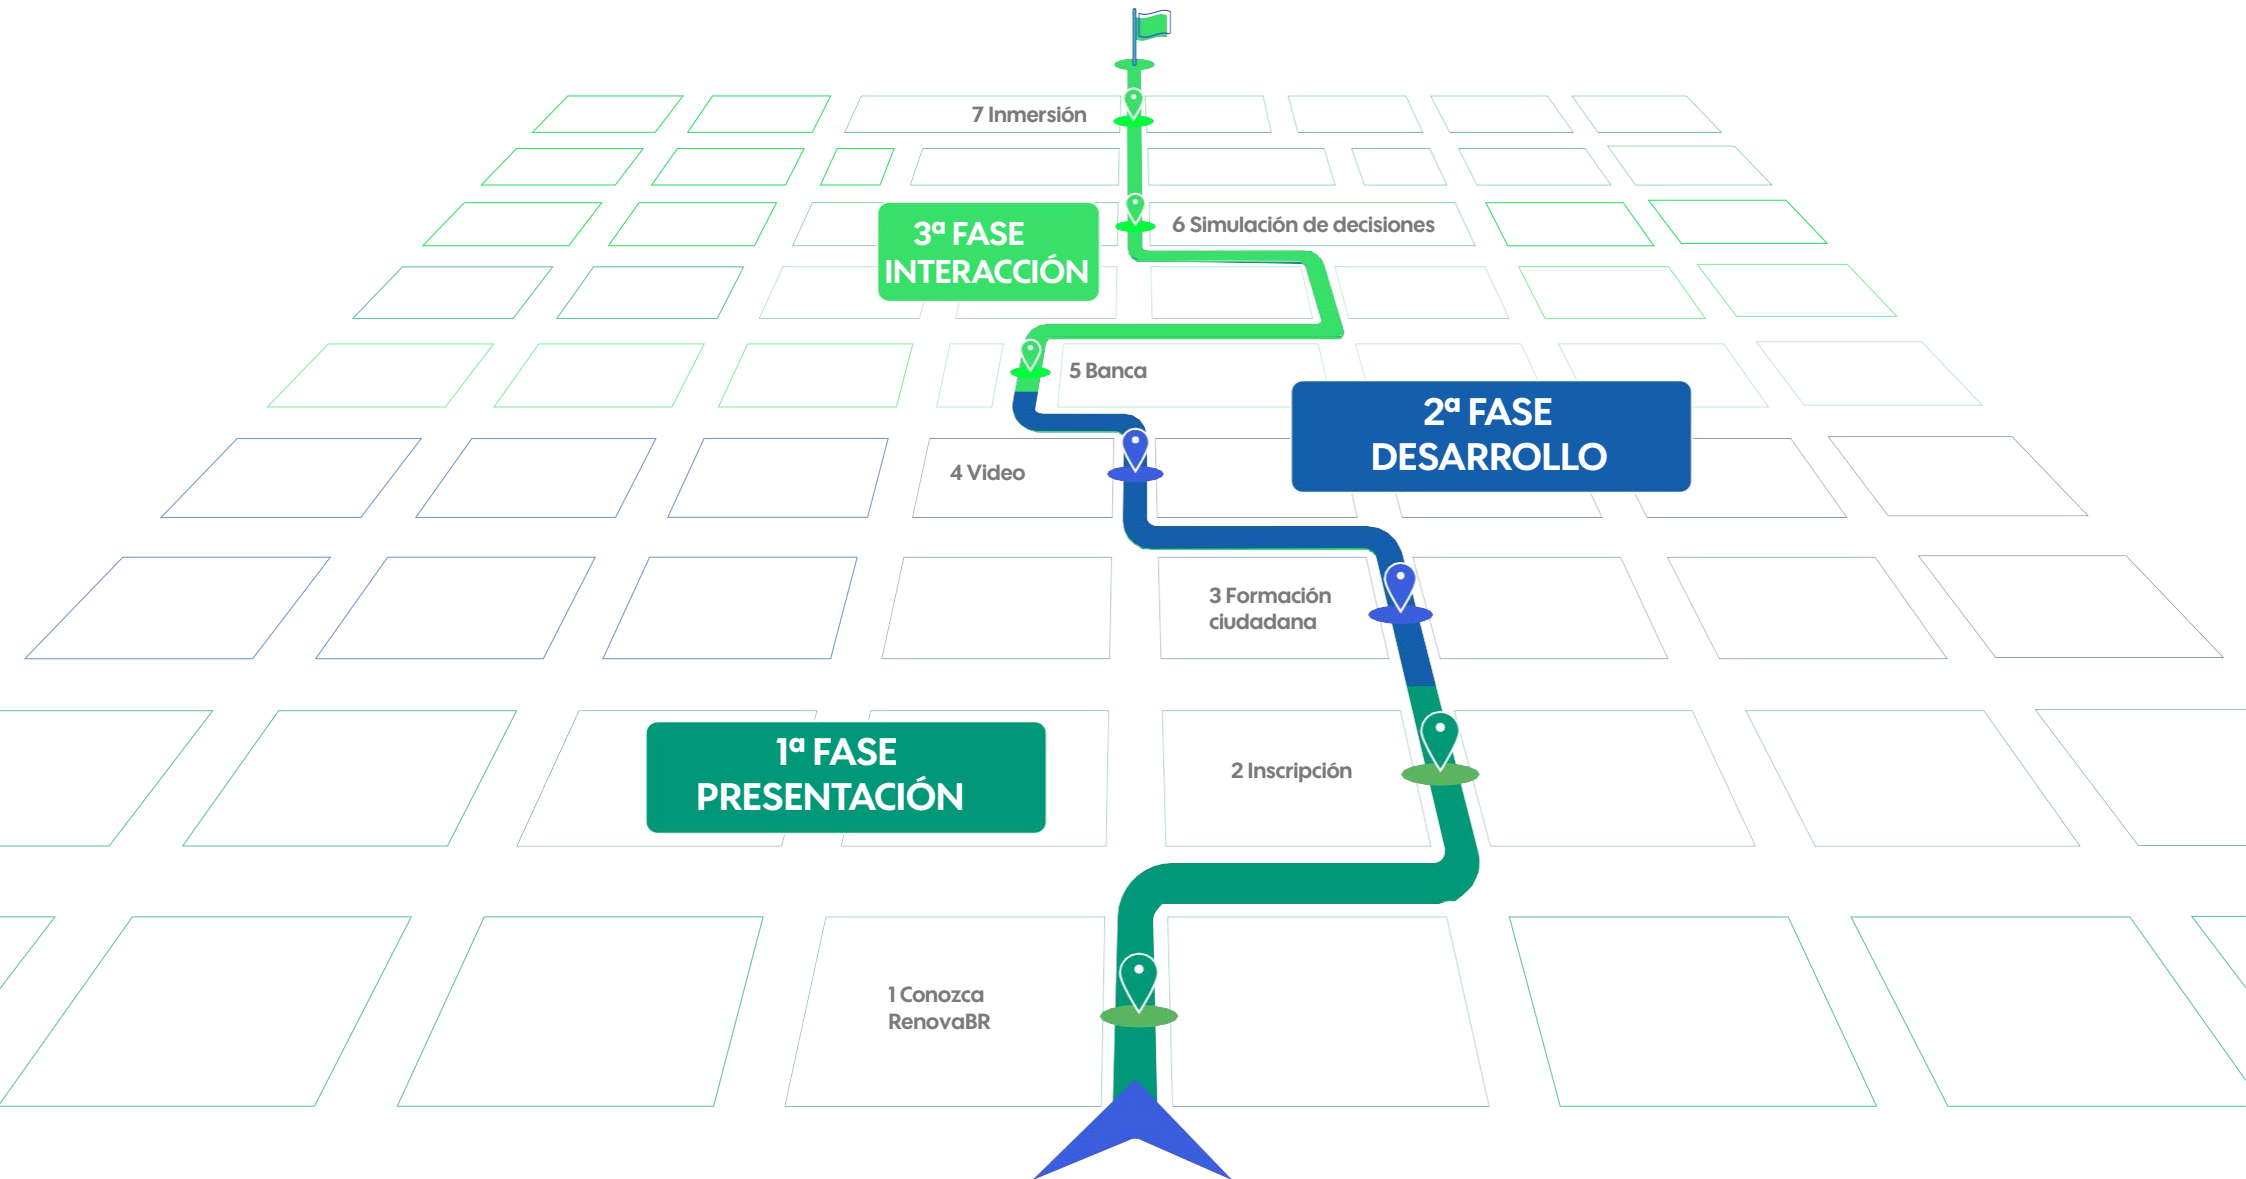 7 Inmersión
6 Simulación de decisiones
3ª FASE
INTERACCIÓN
5 Banca
2ª FASE
DESARROLLO
4 Video
3 Formación
ciudadana
1ª FASE
PRESENTACIÓN
2 Inscripción
1 Conozca
RenovaBR